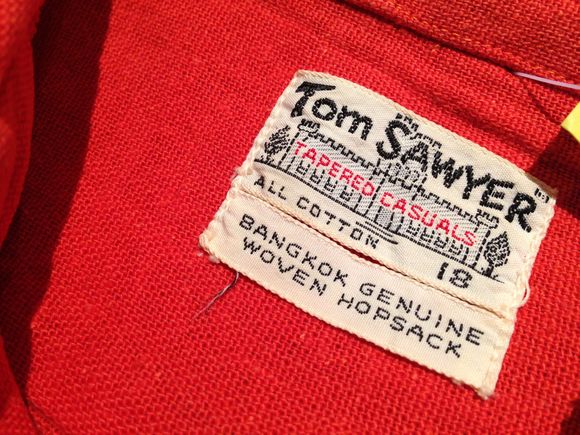 Tom SAWYER
TAPERED CASUALS
ALL COTTON 18
BANGKOK GENUINE
WOVEN HOPSACK